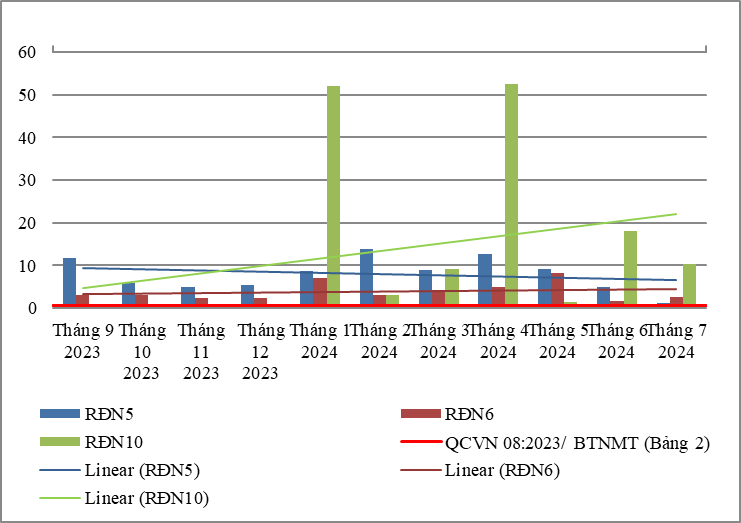 60
50
40
30
20
10
0
Tháng 9 Tháng Tháng Tháng Tháng 1 Tháng 2 Tháng 3 Tháng 4 Tháng 5 Tháng 6 Tháng 7
2023 10 11 12 2024 2024 2024 2024 2024 2024 2024
2023 2023 2023
RĐN5 RĐN6
RĐN10 QCVN 08:2023/ BTNMT (Bảng 2)
Linear (RĐN5) Linear (RĐN6)
Linear (RĐN10)